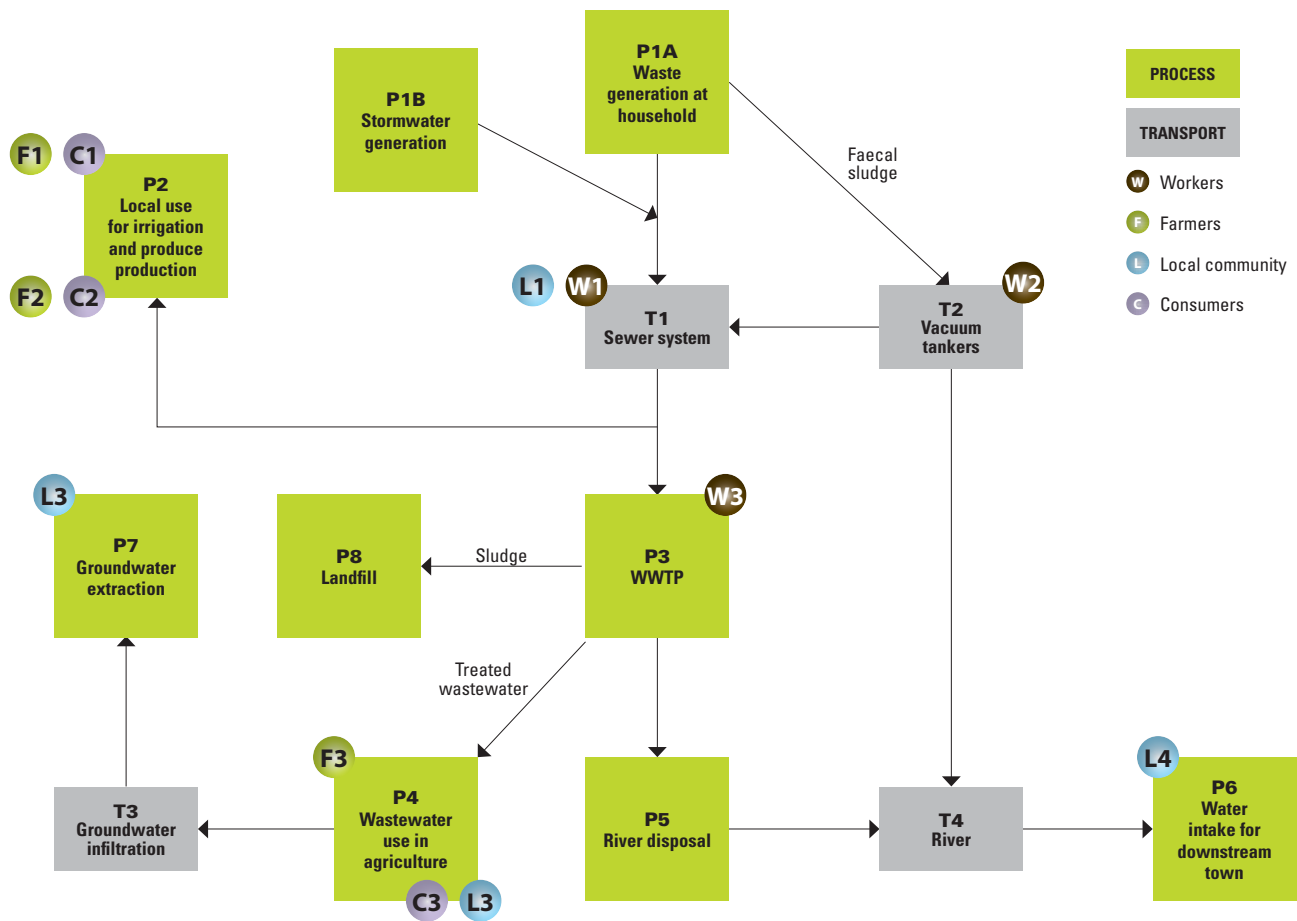 P1A
Waste
generation at
household
P1B
Stormwater
generation
PROCESS
TRANSPORT
W Workers
F Farmers
L Local community
C Consumers
F1
C1
P2
Local use
for irrigation
and produce
production
F2
C2
Faecal
sludge
L1
W1
T1
Sewer system
W2
T2
Vacuum
tankers
L3
P7
Groundwater
extraction
P8
Landfill
Sludge
W3
P3
WWTP
Treated
wastewater
T3
Groundwater
infiltration
F3
P4
Wastewater
use in
agriculture
C3
L3
P5
River disposal
T4
River
L4
P6
Water
intake for
downstream
town